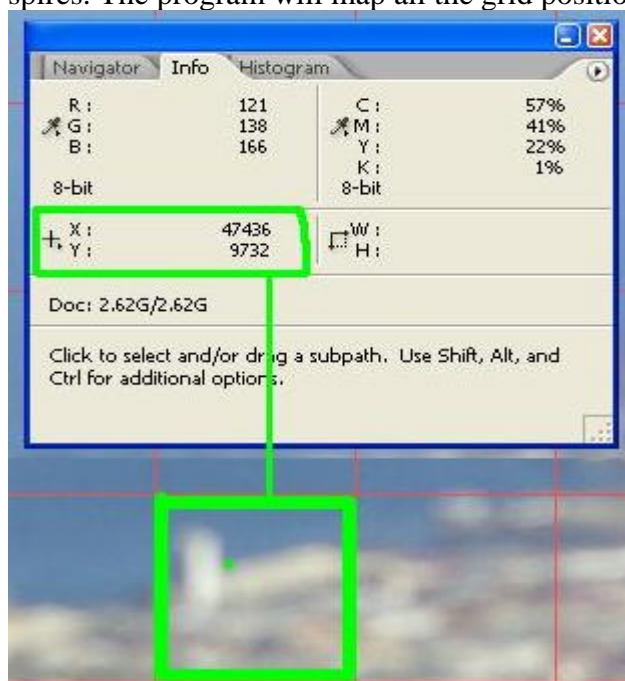 spires. The program will map all the grid positio
Navigator Info Histogram
R : 121 C : 57%
G : 138 M : 41%
B : 166 Y : 22%
K : 1%
8-bit 8-bit
X : 47436 W :
Y : 9732 H :
Doc: 2.62G/2.62G
Click to select and/or drag a subpath. Use Shift, Alt, and
Ctrl for additional options.